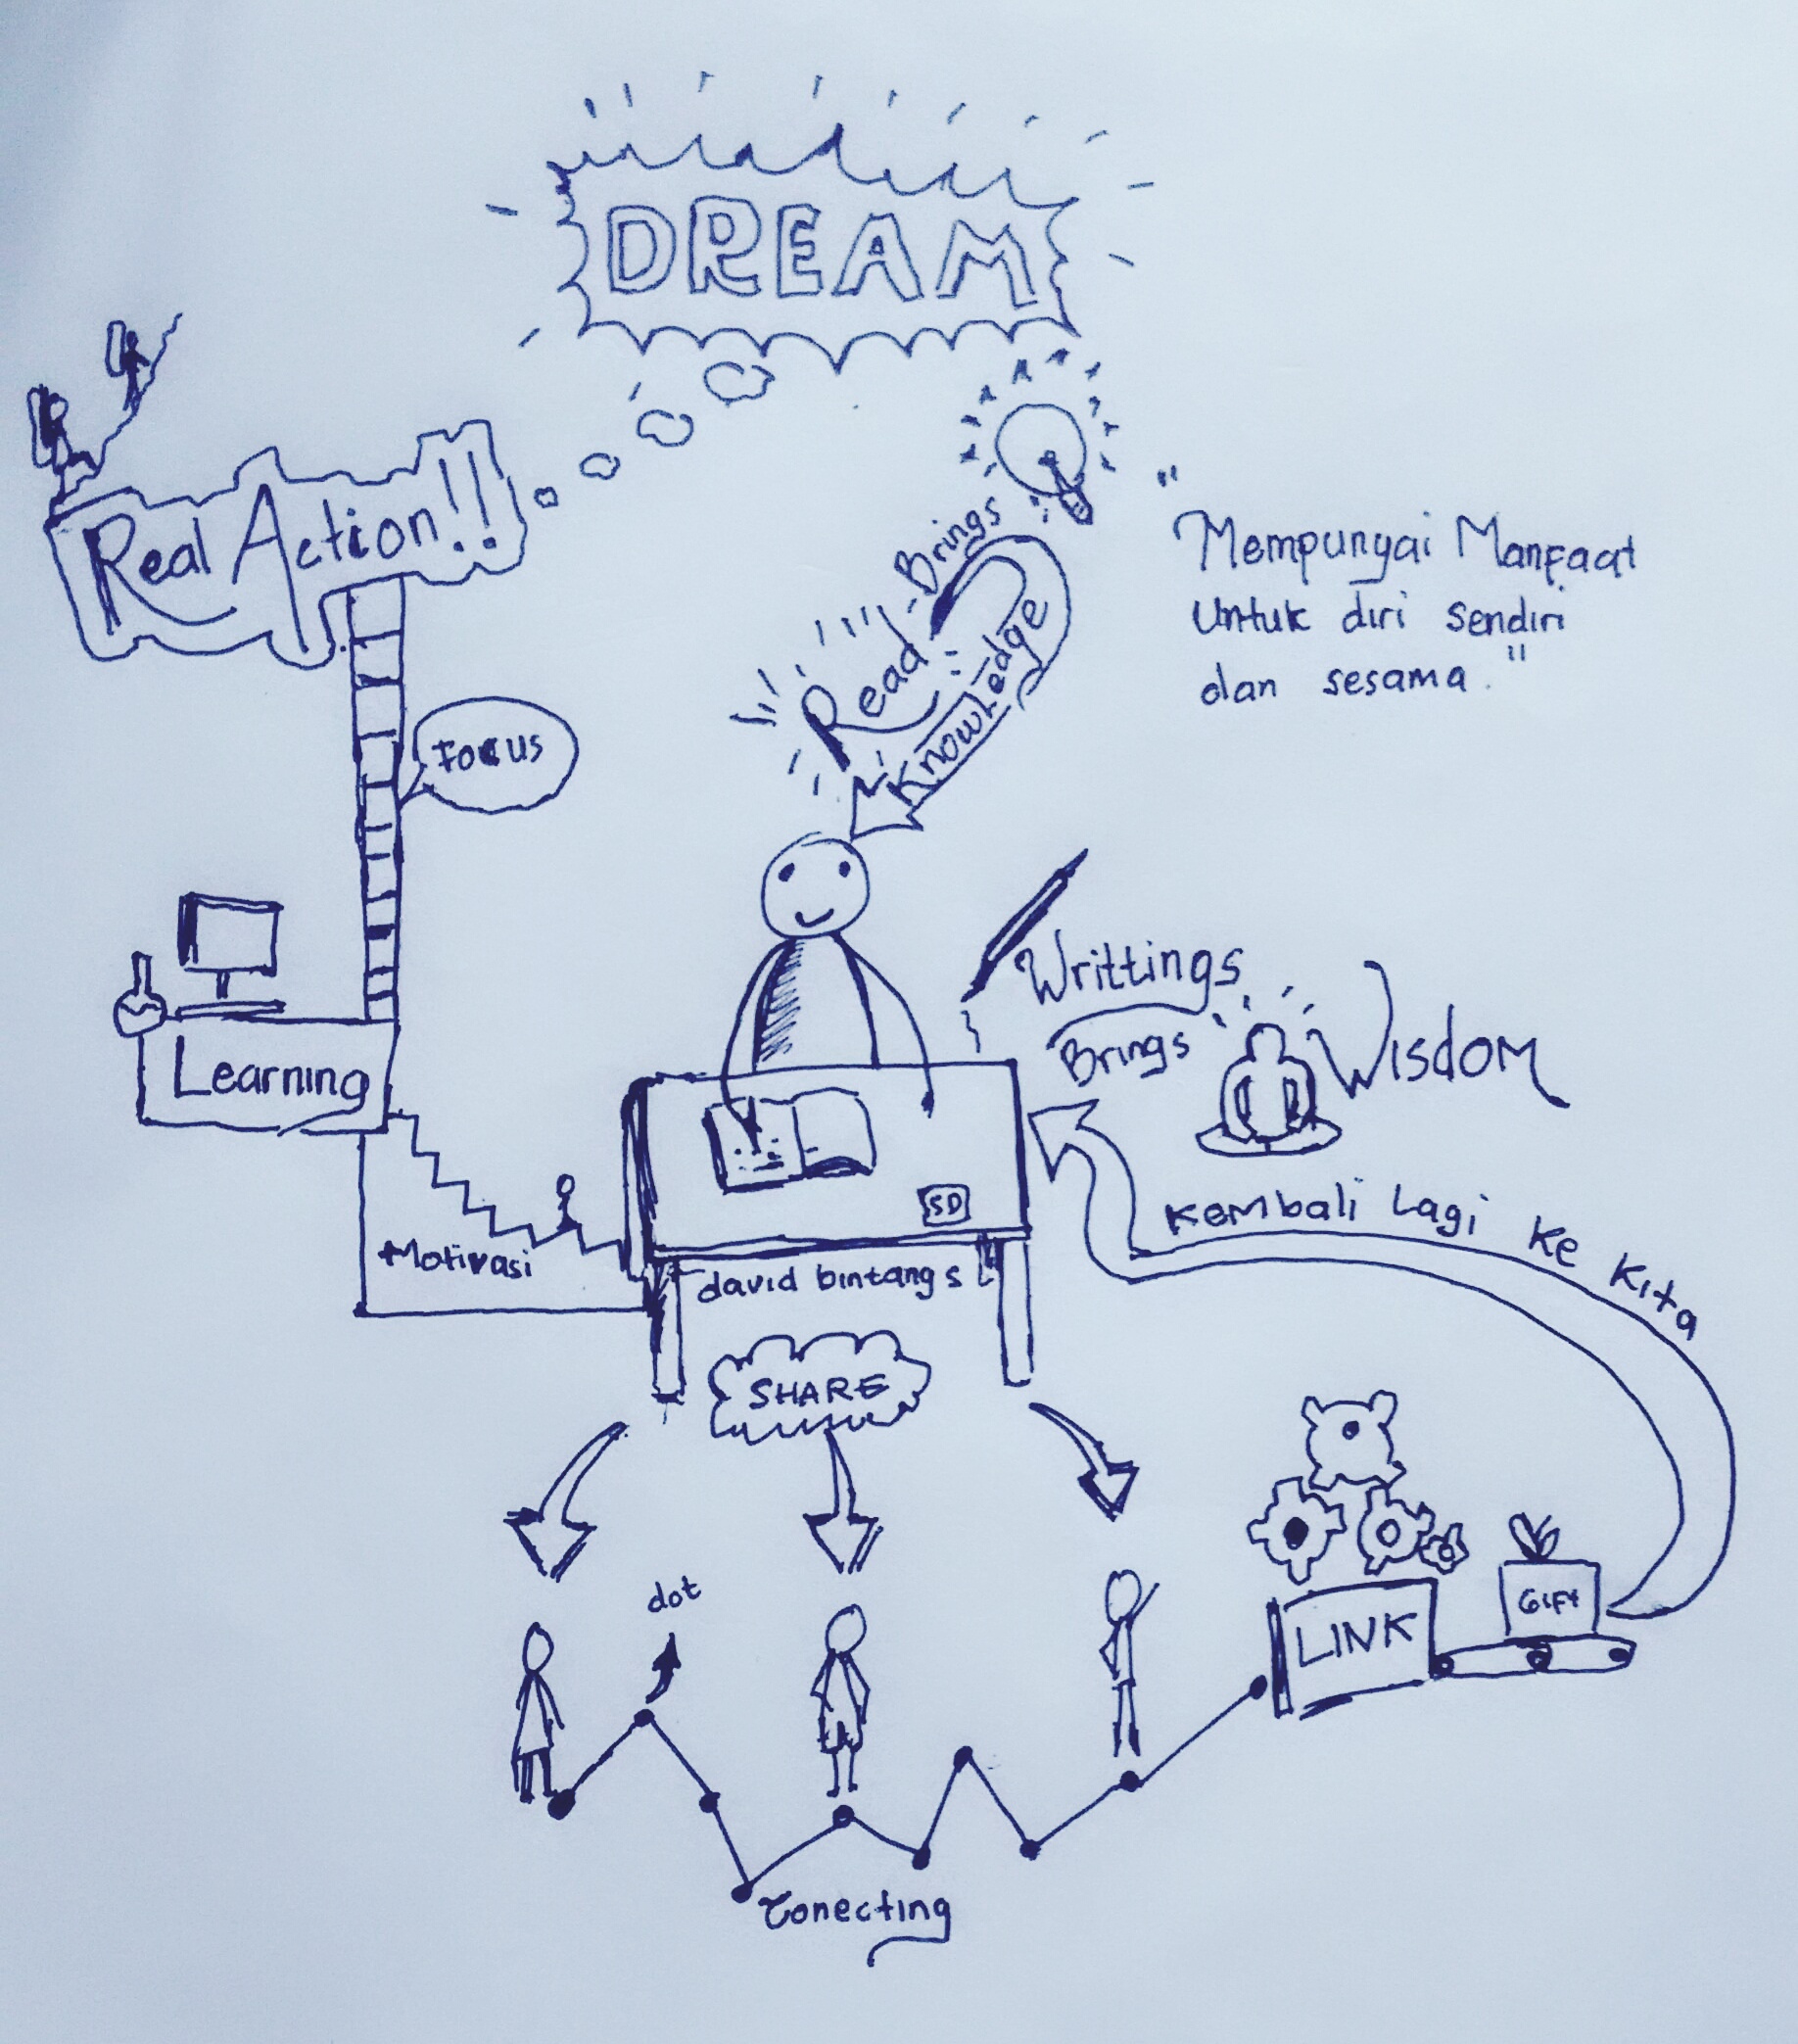 DREAM
Real Action!!
Focus
Read Brings
Knowledge
"Mempunyai Manfaat
Untuk diri sendiri
dan sesama."
Writtings
Brings
Wisdom
Learning
Motivasi
SD
david bintang s
Kembali Lagi Ke Kita
SHARE
dot
LINK
GIFT
Conecting